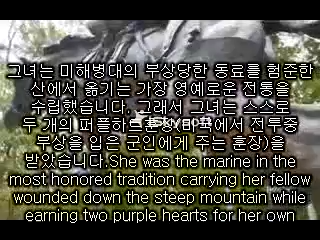 그녀는 미해병대의 부상당한 동료를 험준한
산에서 옮기는 가장 영예로운 전통을
수립했습니다. 그래서 그녀는 스스로
두 개의 퍼플하트훈장(미국에서 전투중
부상을 입은 군인에게 주는 훈장)을
받았습니다.She was the marine in the
most honored tradition carrying her fellow
wounded down the steep mountain while
earning two purple hearts for her own